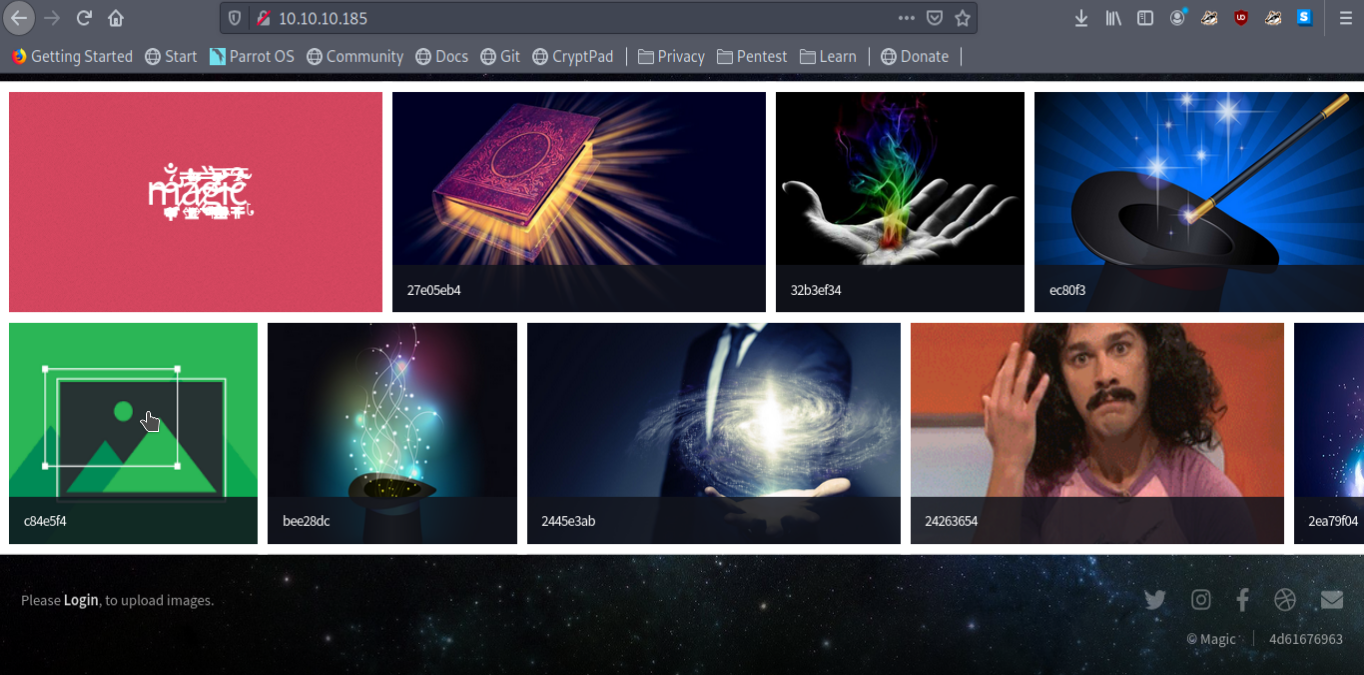 10.10.10.185
Getting Started Start Parrot OS Community Docs Git CryptPad Privacy Pentest Learn Donate
magic
27e05eb4
32b3ef34
ec80f3
c84e5f4
bee28dc
2445e3ab
24263654
2ea79f04
Please Login, to upload images.
© Magic 4d61676963